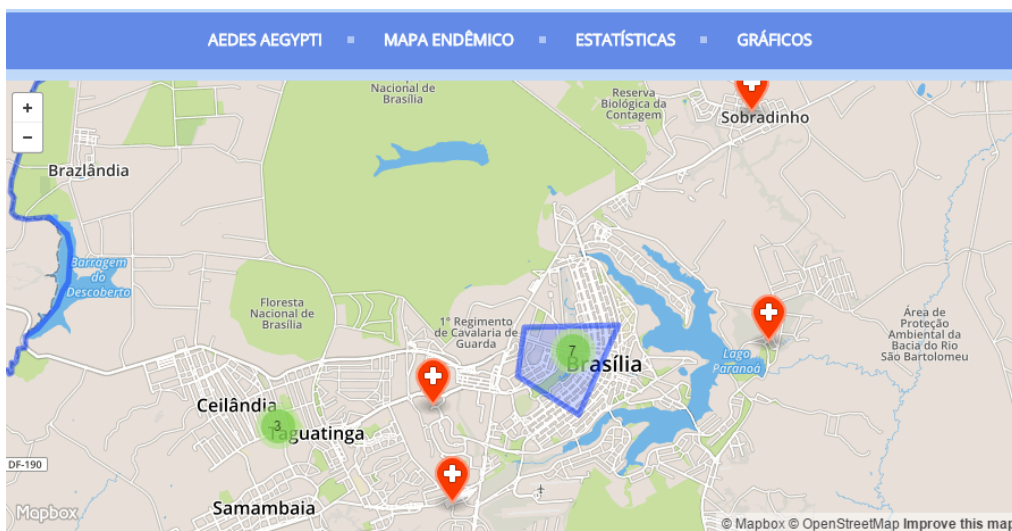 AEDES AEGYPTI ▪ MAPA ENDÊMICO ▪ ESTATÍSTICAS ▪ GRÁFICOS
+
−
Nacional de
Brasília
Reserva
Biológica da
Contagem
Sobradinho
Brazlândia
Barragem
do
Descoberto
Floresta
Nacional de
Brasília
1° Regimento
de Cavalaria de
Guarda
7
Brasília
Lago
Paranoá
Área de
Proteção
Ambiental da
Bacia do Rio
São Bartolomeu
Ceilândia
3
Taguatinga
DF-190
Samambaia
Mapbox
© Mapbox © OpenStreetMap Improve this map